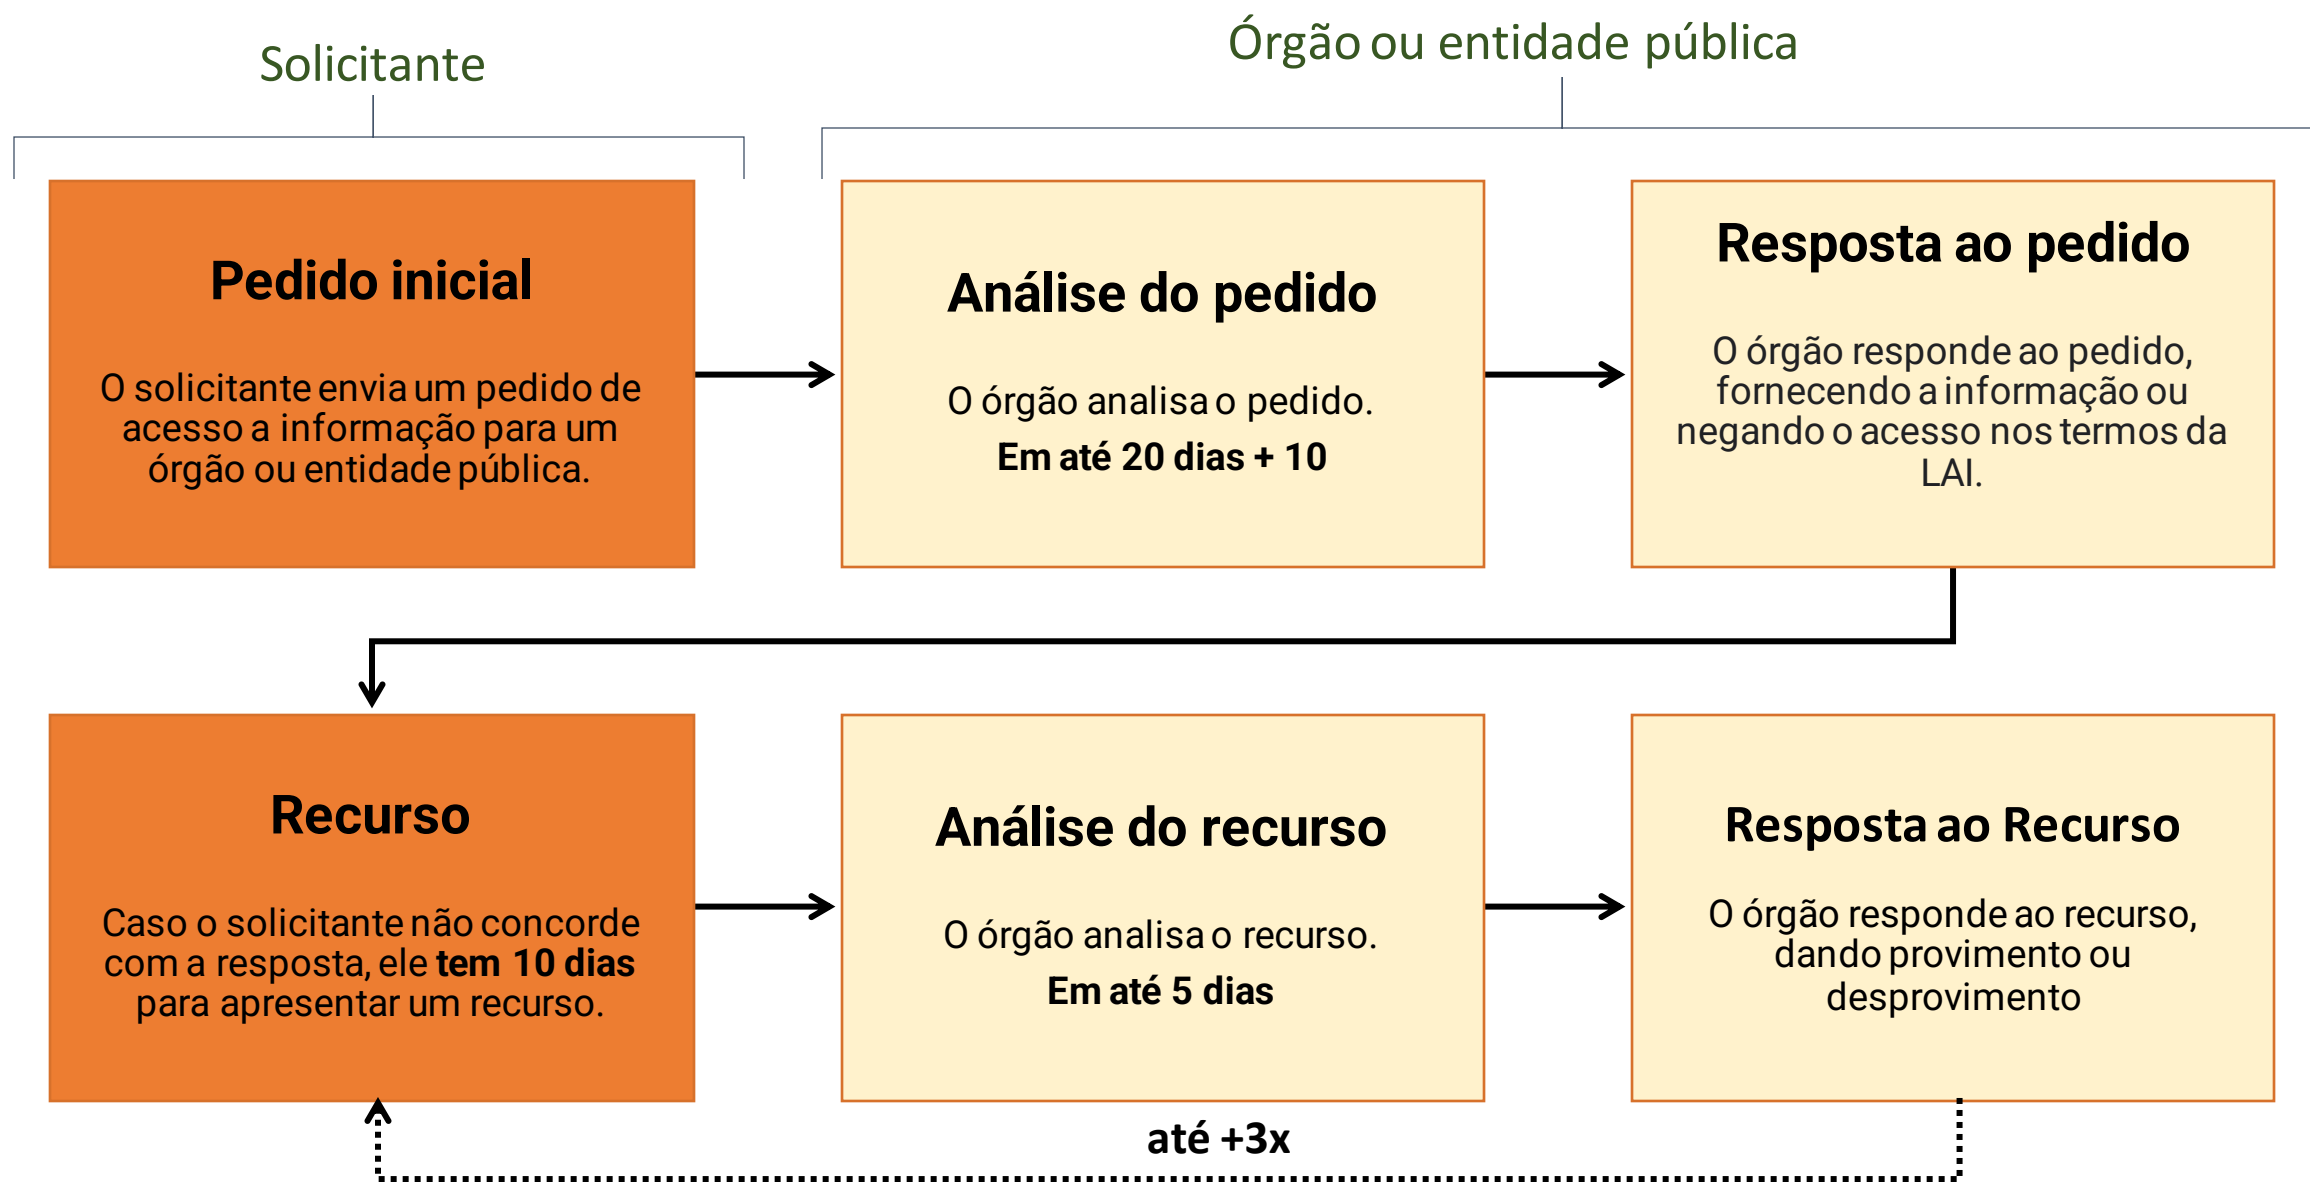 Solicitante
Órgão ou entidade pública
Pedido inicial
O solicitante envia um pedido de
acesso a informação para um
órgão ou entidade pública.
Análise do pedido
O órgão analisa o pedido.
Em até 20 dias + 10
Resposta ao pedido
O órgão responde ao pedido,
fornecendo a informação ou
negando o acesso nos termos da
LAI.
Recurso
Caso o solicitante não concorde
com a resposta, ele tem 10 dias
para apresentar um recurso.
Análise do recurso
O órgão analisa o recurso.
Em até 5 dias
Resposta ao Recurso
O órgão responde ao recurso,
dando provimento ou
desprovimento
até +3x